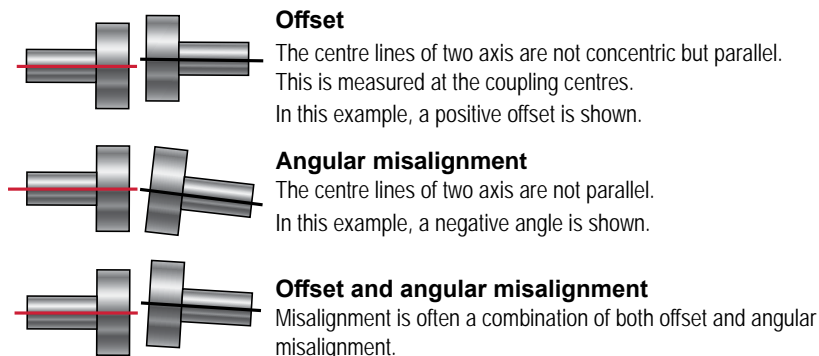 Offset
The centre lines of two axis are not concentric but parallel.
This is measured at the coupling centres.
In this example, a positive offset is shown.
Angular misalignment
The centre lines of two axis are not parallel.
In this example, a negative angle is shown.
Offset and angular misalignment
Misalignment is often a combination of both offset and angular
misalignment.